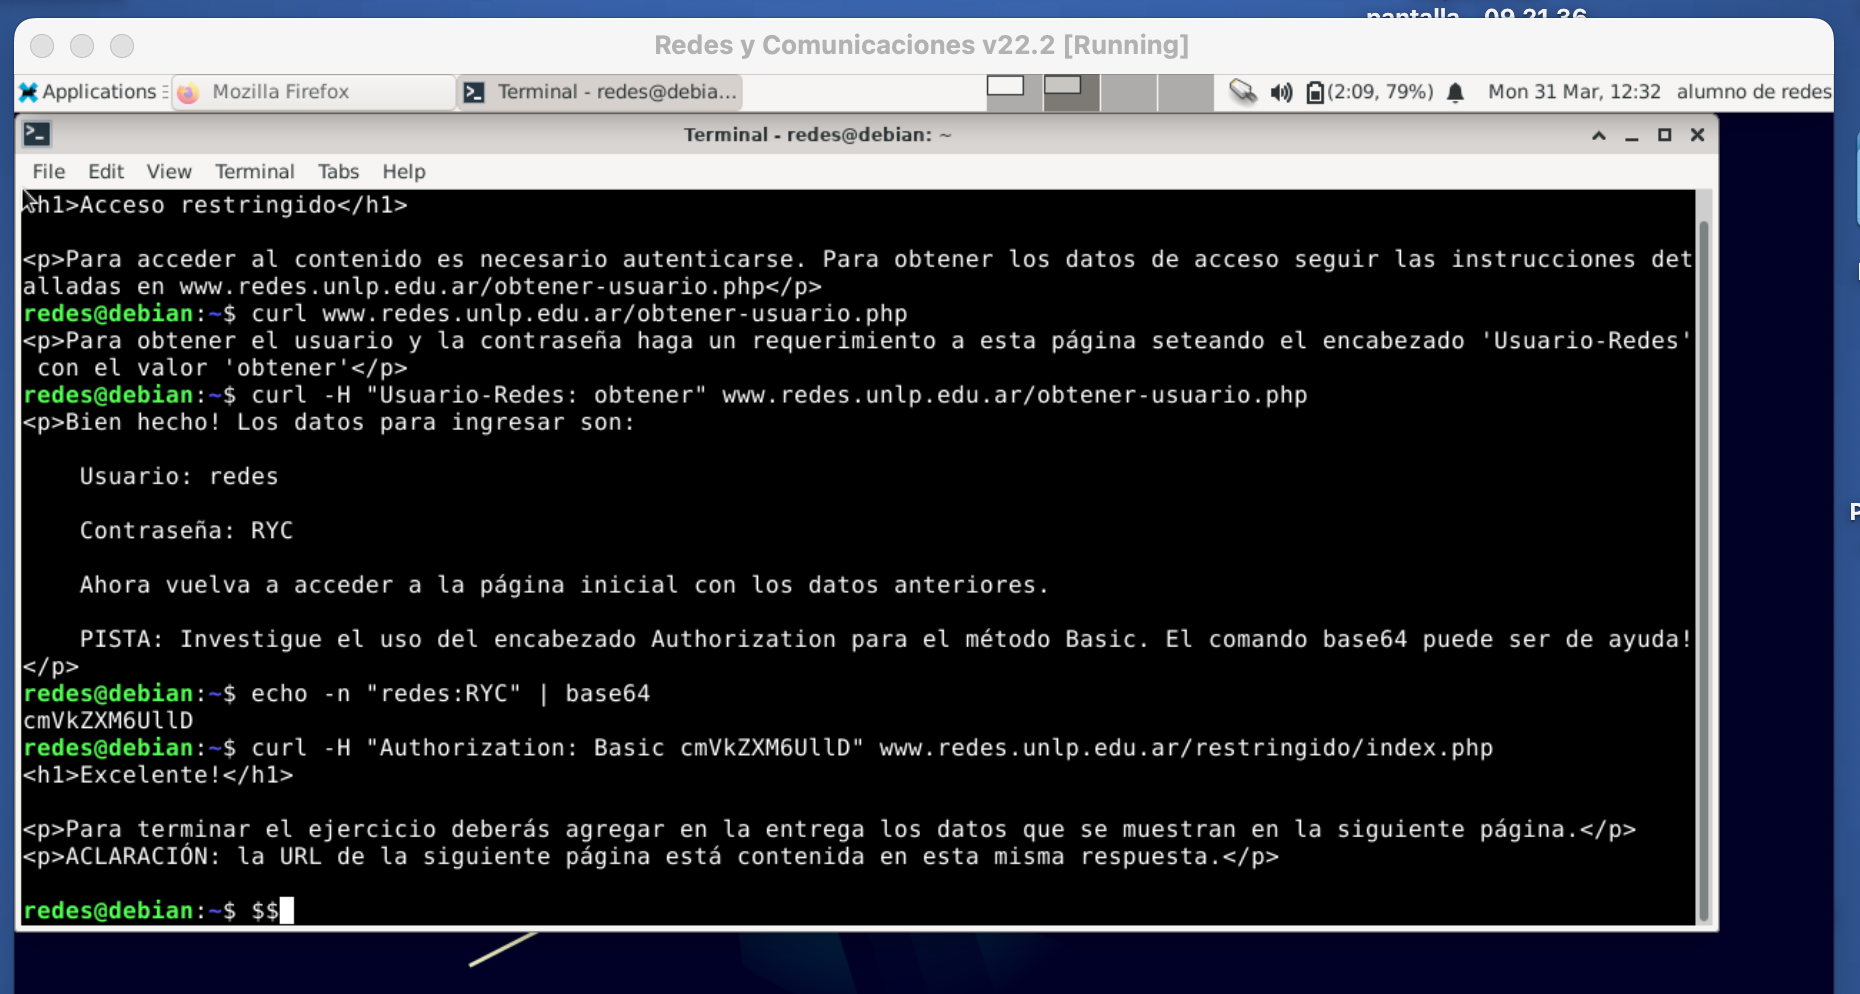 Redes y Comunicaciones v22.2 [Running]
Applications
Mozilla Firefox
Terminal - redes@debia...
(2:09, 79%)
Mon 31 Mar, 12:32
alumno de redes
Terminal - redes@debian: ~
File Edit View Terminal Tabs Help
<h1>Acceso restringido</h1>
<p>Para acceder al contenido es necesario autenticarse. Para obtener los datos de acceso seguir las instrucciones det
alladas en www.redes.unlp.edu.ar/obtener-usuario.php</p>
redes@debian:~$ curl www.redes.unlp.edu.ar/obtener-usuario.php
<p>Para obtener el usuario y la contraseña haga un requerimiento a esta página seteando el encabezado 'Usuario-Redes'
con el valor 'obtener'</p>
redes@debian:~$ curl -H "Usuario-Redes: obtener" www.redes.unlp.edu.ar/obtener-usuario.php
<p>Bien hecho! Los datos para ingresar son:
Usuario: redes
Contraseña: RYC
Ahora vuelva a acceder a la página inicial con los datos anteriores.
PISTA: Investigue el uso del encabezado Authorization para el método Basic. El comando base64 puede ser de ayuda!
</p>
redes@debian:~$ echo -n "redes:RYC" | base64
cmVkZXM6UllD
redes@debian:~$ curl -H "Authorization: Basic cmVkZXM6UllD" www.redes.unlp.edu.ar/restringido/index.php
<h1>Excelente!</h1>
<p>Para terminar el ejercicio deberás agregar en la entrega los datos que se muestran en la siguiente página.</p>
<p>ACLARACIÓN: la URL de la siguiente página está contenida en esta misma respuesta.</p>
redes@debian:~$ $$